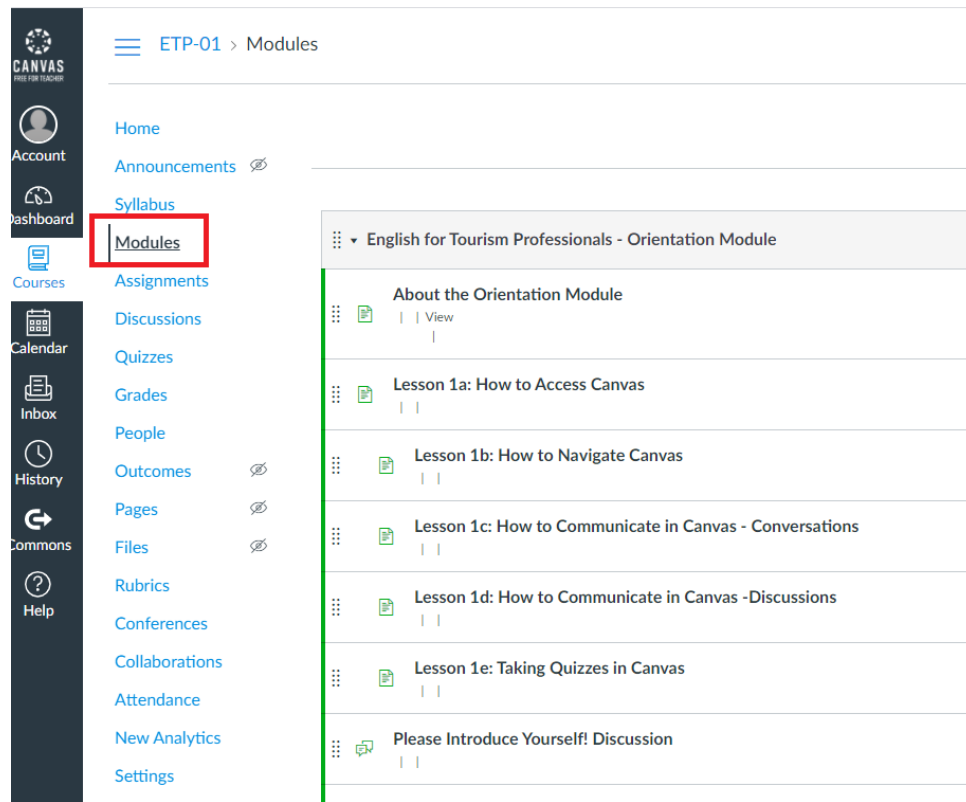 CANVAS
FREE FOR TEACHER
Account
Dashboard
Courses
Calendar
Inbox
History
Commons
Help
ETP-01 > Modules
Home
Announcements
Syllabus
Modules
Assignments
Discussions
Quizzes
Grades
People
Outcomes
Pages
Files
Rubrics
Conferences
Collaborations
Attendance
New Analytics
Settings
English for Tourism Professionals - Orientation Module
About the Orientation Module
| | View
|
Lesson 1a: How to Access Canvas
| |
Lesson 1b: How to Navigate Canvas
| |
Lesson 1c: How to Communicate in Canvas - Conversations
| |
Lesson 1d: How to Communicate in Canvas -Discussions
| |
Lesson 1e: Taking Quizzes in Canvas
| |
Please Introduce Yourself! Discussion
| |